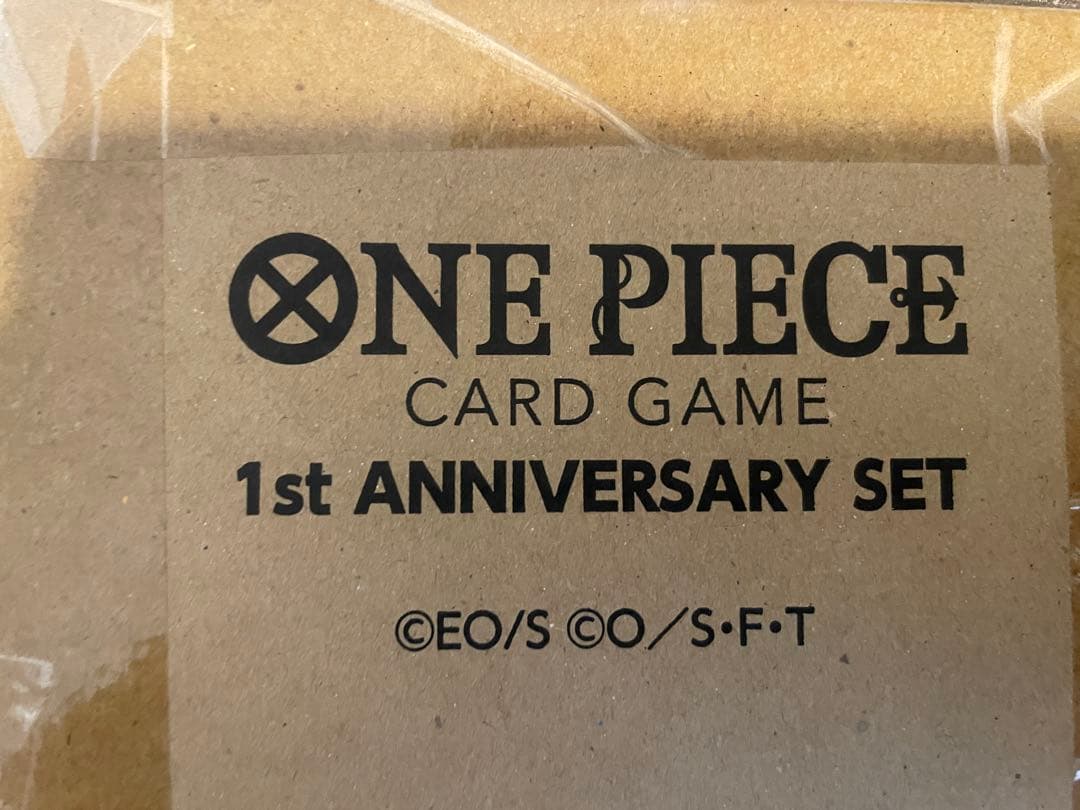 ONE PIECE
CARD GAME
1st ANNIVERSARY SET
©EO/S ©O/S・F・T